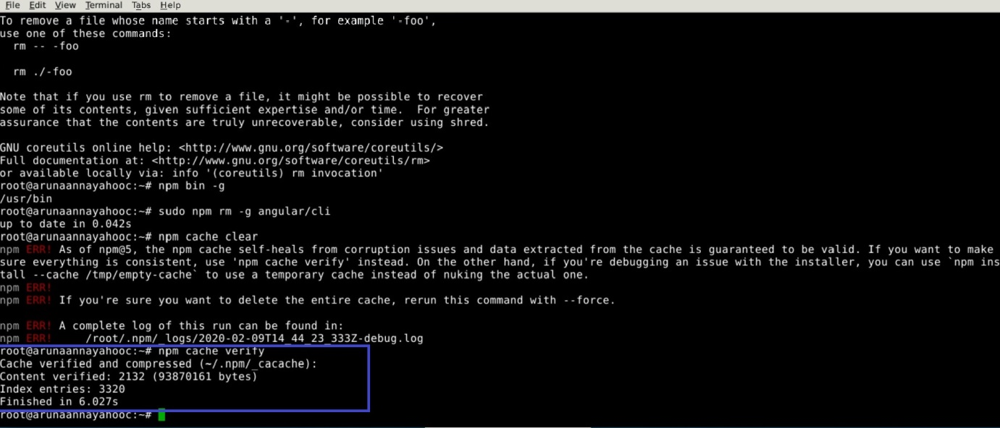 File Edit View Terminal Tabs Help
To remove a file whose name starts with a '-', for example '-foo',
use one of these commands:
  rm -- -foo
  rm ./-foo
Note that if you use rm to remove a file, it might be possible to recover
some of its contents, given sufficient expertise and/or time.  For greater
assurance that the contents are truly unrecoverable, consider using shred.
GNU coreutils online help: <http://www.gnu.org/software/coreutils/>
Full documentation at: <http://www.gnu.org/software/coreutils/rm>
or available locally via: info '(coreutils) rm invocation'
root@arunaannayahooc:~# npm bin -g
/usr/bin
root@arunaannayahooc:~# sudo npm rm -g angular/cli
up to date in 0.042s
root@arunaannayahooc:~# npm cache clear
npm ERR! As of npm@5, the npm cache self-heals from corruption issues and data extracted from the cache is guaranteed to be valid. If you want to make
sure everything is consistent, use 'npm cache verify' instead. On the other hand, if you're debugging an issue with the installer, you can use `npm ins
tall --cache /tmp/empty-cache` to use a temporary cache instead of nuking the actual one.
npm ERR!
npm ERR! If you're sure you want to delete the entire cache, rerun this command with --force.
npm ERR! A complete log of this run can be found in:
npm ERR!     /root/.npm/_logs/2020-02-09T14_44_23_333Z-debug.log
root@arunaannayahooc:~# npm cache verify
Cache verified and compressed (~/.npm/_cacache):
Content verified: 2132 (93870161 bytes)
Index entries: 3320
Finished in 6.027s
root@arunaannayahooc:~#